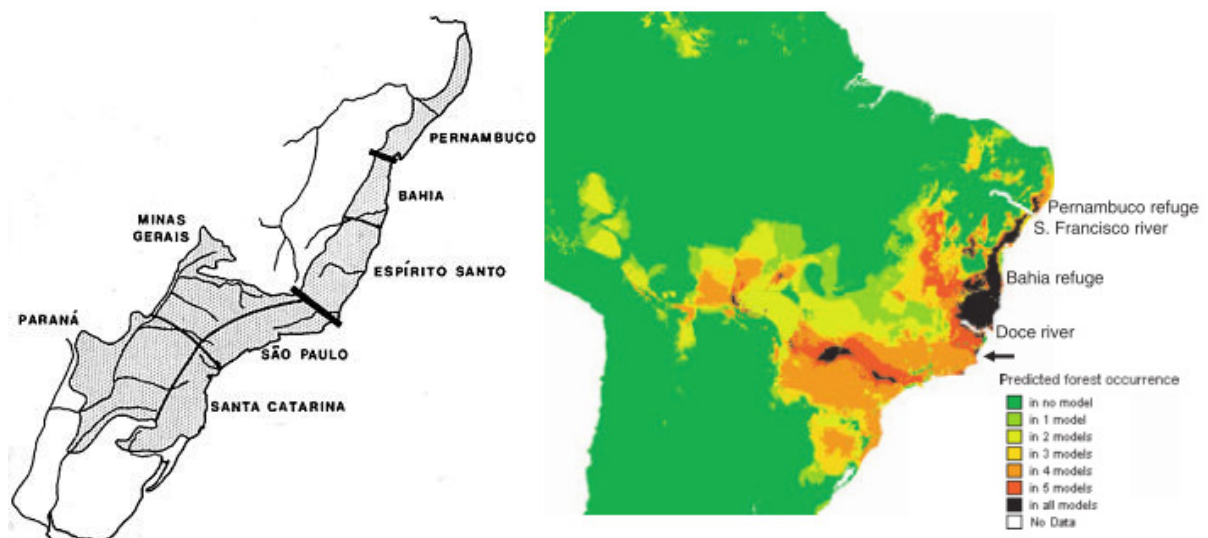 PERNAMBUCO
BAHIA
MINAS
GERAIS
ESPÍRITO SANTO
PARANÁ
SÃO PAULO
SANTA CATARINA
Pernambuco refuge
S. Francisco river
Bahia refuge
Doce river
Predicted forest occurrence
in no model
in 1 model
in 2 models
in 3 models
in 4 models
in 5 models
in all models
No Data